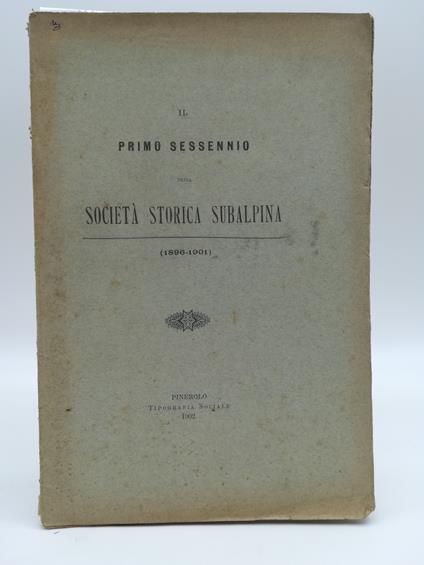 IL
PRIMO SESSENNIO
DELLA
SOCIETÀ STORICA SUBALPINA
(1896-1901)
PINEROLO
TIPOGRAFIA SOCIALE
1902